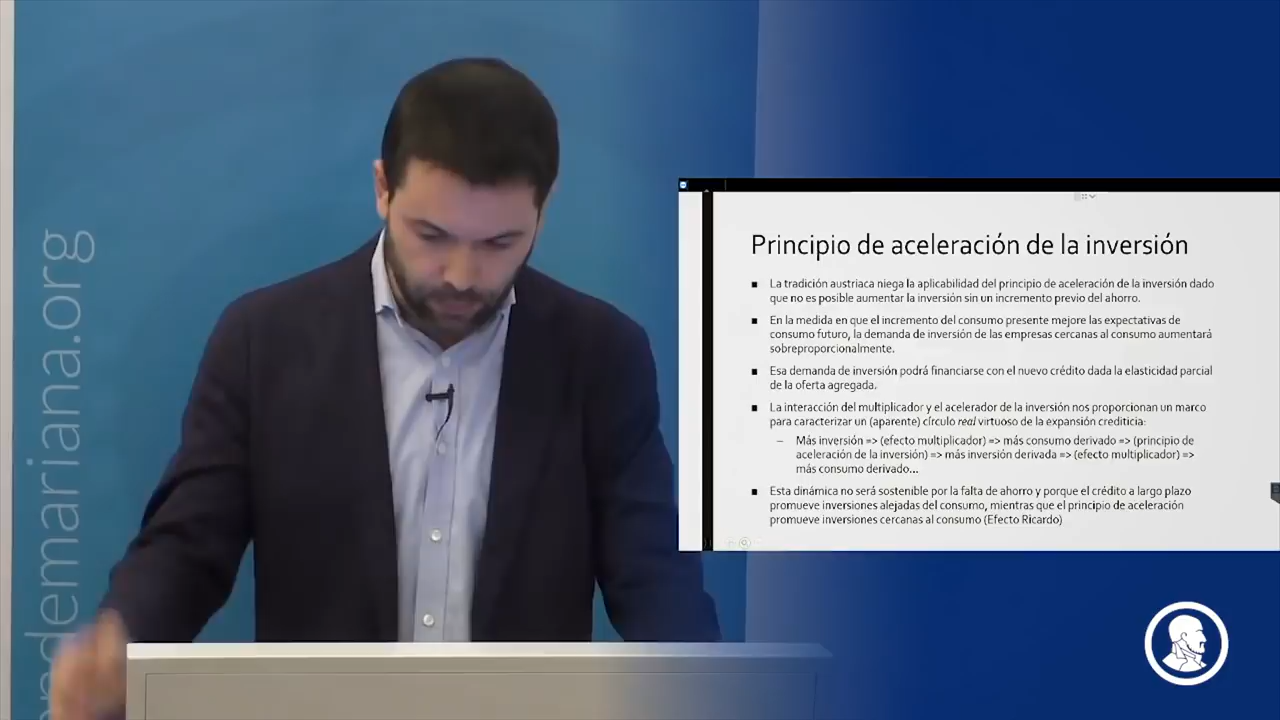 ndemariana.org
Principio de aceleración de la inversión
■ La tradición austriaca niega la aplicabilidad del principio de aceleración de la inversión dado
que no es posible aumentar la inversión sin un incremento previo del ahorro.
■ En la medida en que el incremento del consumo presente mejore las expectativas de
consumo futuro, la demanda de inversión de las empresas cercanas al consumo aumentará
sobreproporcionalmente.
■ Esa demanda de inversión podrá financiarse con el nuevo crédito dada la elasticidad parcial
de la oferta agregada.
■ La interacción del multiplicador y el acelerador de la inversión nos proporcionan un marco
para caracterizar un (aparente) círculo real virtuoso de la expansión crediticia:
– Más inversión => (efecto multiplicador) => más consumo derivado => (principio de
aceleración de la inversión) => más inversión derivada => (efecto multiplicador) =>
más consumo derivado...
■ Esta dinámica no será sostenible por la falta de ahorro y porque el crédito a largo plazo
promueve inversiones alejadas del consumo, mientras que el principio de aceleración
promueve inversiones cercanas al consumo (Efecto Ricardo)